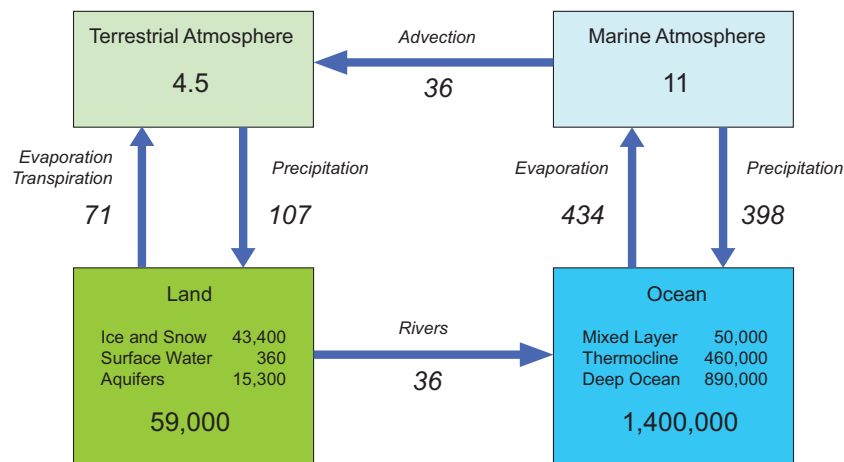 Terrestrial Atmosphere
4.5
Advection
36
Marine Atmosphere
11
Evaporation
Transpiration
71
Precipitation
107
Evaporation
434
Precipitation
398
Land
Ice and Snow 43,400
Surface Water 360
Aquifers 15,300
59,000
Rivers
36
Ocean
Mixed Layer 50,000
Thermocline 460,000
Deep Ocean 890,000
1,400,000